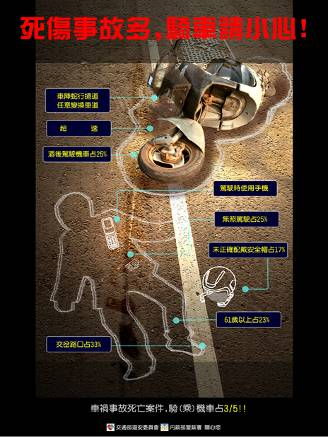 死傷事故多,騎車請小心!
車陣蛇行搶道
任意變換車道
超 速
酒後駕駛機車占25%
駕駛時使用手機
無照駕駛占25%
未正確配戴安全帽占17%
61歲以上占23%
交岔路口占33%
車禍事故死亡案件,騎(乘)機車占3/5!!
交通部道安委員會 內政部警政署 關心您